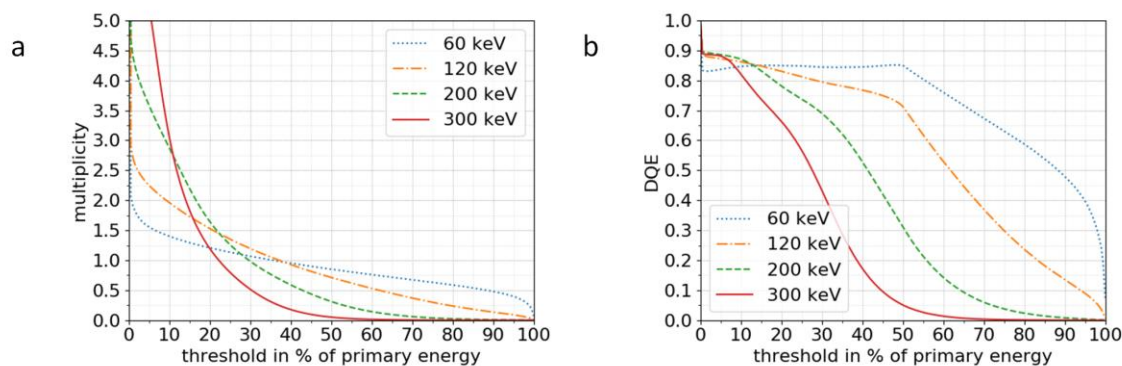 a
5.0
4.5
4.0
3.5
3.0
2.5
2.0
1.5
1.0
0.5
0.0
multiplicity
0 10 20 30 40 50 60 70 80 90 100
threshold in % of primary energy
60 keV
120 keV
200 keV
300 keV
b
1.0
0.9
0.8
0.7
0.6
0.5
0.4
0.3
0.2
0.1
0.0
DQE
0 10 20 30 40 50 60 70 80 90 100
threshold in % of primary energy
60 keV
120 keV
200 keV
300 keV